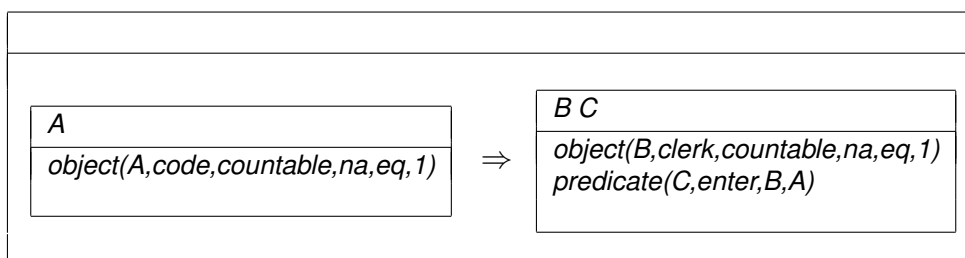 A
object(A,code,countable,na,eq,1)
⇒
B C
object(B,clerk,countable,na,eq,1)
predicate(C,enter,B,A)